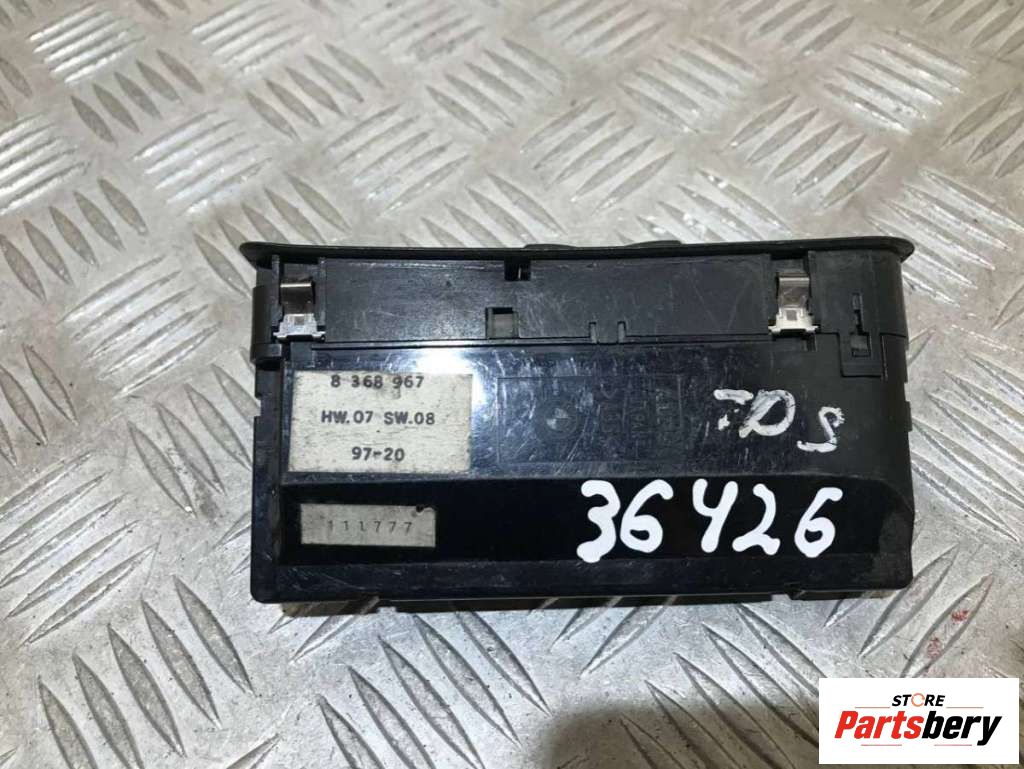 8 368 967
HW.07 SW.08
97-20
111777
36426
STORE
Partsbery